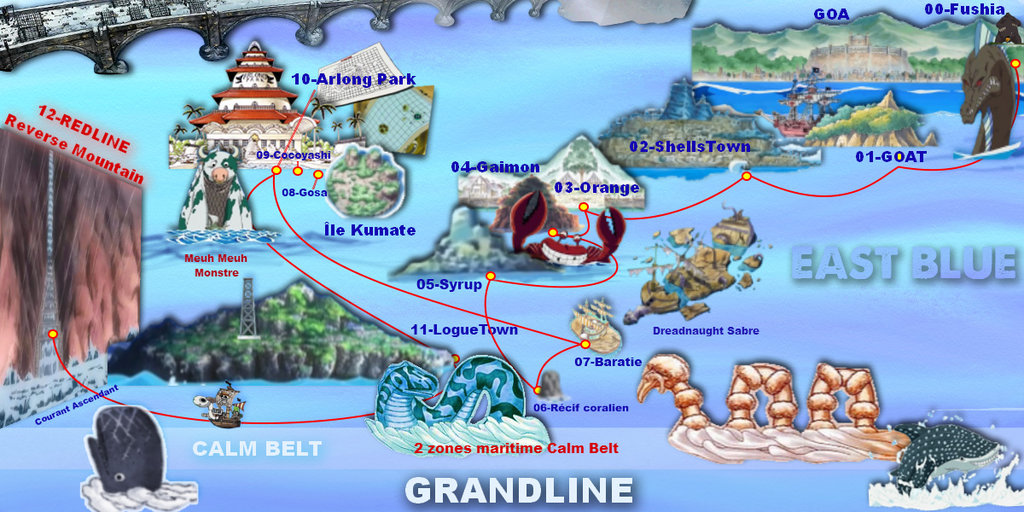 GOA
00-Fushia
10-Arlong Park
12-REDLINE
Reverse Mountain
09-Cocoyashi
02-ShellsTown
01-GOAT
04-Gaimon
03-Orange
08-Gosa
Île Kumate
Meuh Meuh
Monstre
EAST BLUE
05-Syrup
11-LogueTown
Dreadnaught Sabre
07-Baratie
Courant Ascendant
06-Récif coralien
CALM BELT
2 zones maritime Calm Belt
GRANDLINE